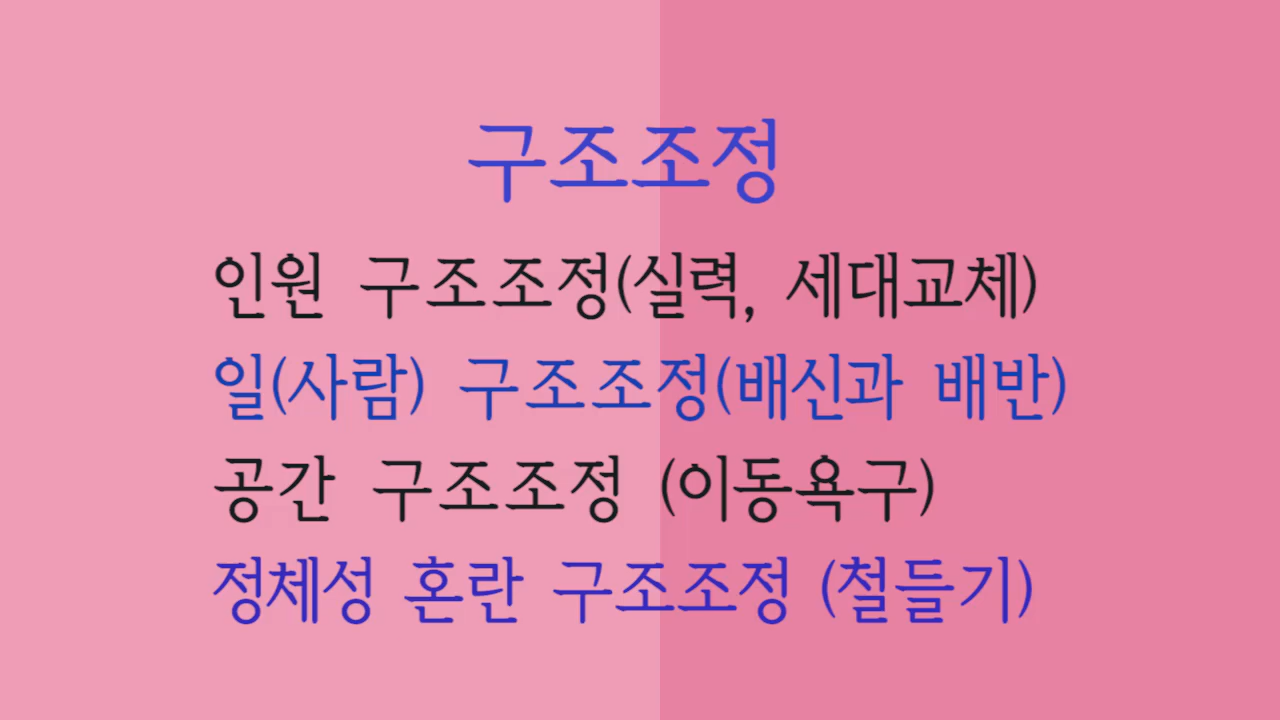 구조조정
인원 구조조정(실력, 세대교체)
일(사람) 구조조정(배신과 배반)
공간 구조조정 (이동욕구)
정체성 혼란 구조조정 (철들기)